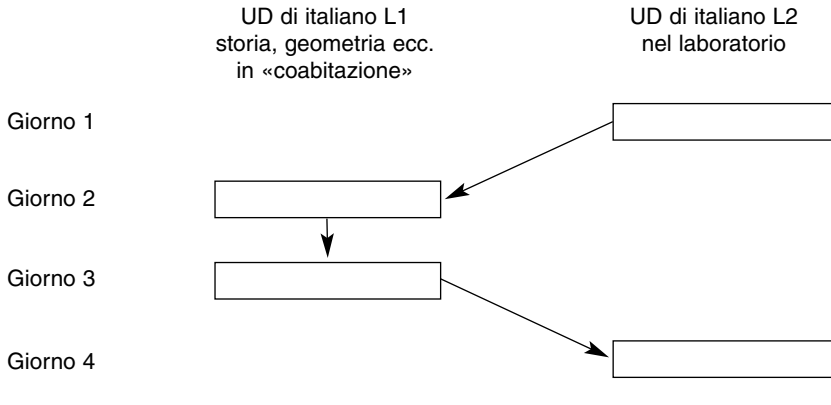 UD di italiano L1
storia, geometria ecc.
in «coabitazione»
UD di italiano L2
nel laboratorio
Giorno 1
Giorno 2
Giorno 3
Giorno 4